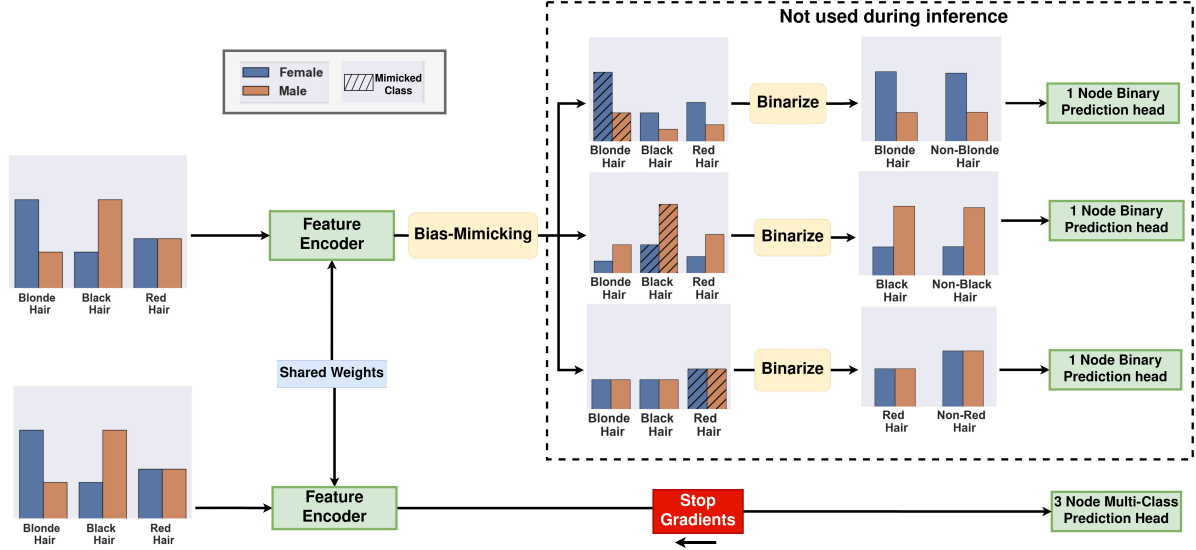 Not used during inference
Female
Male
Mimicked
Class
Blonde
Hair
Black
Hair
Red
Hair
Binarize
Blonde
Hair
Non-Blonde
Hair
1 Node Binary
Prediction head
Blonde
Hair
Black
Hair
Red
Hair
Feature
Encoder
Bias-Mimicking
Blonde
Hair
Black
Hair
Red
Hair
Binarize
Black
Hair
Non-Black
Hair
1 Node Binary
Prediction head
Shared Weights
Blonde
Hair
Black
Hair
Red
Hair
Binarize
Red
Hair
Non-Red
Hair
1 Node Binary
Prediction head
Blonde
Hair
Black
Hair
Red
Hair
Feature
Encoder
Stop
Gradients
3 Node Multi-Class
Prediction Head